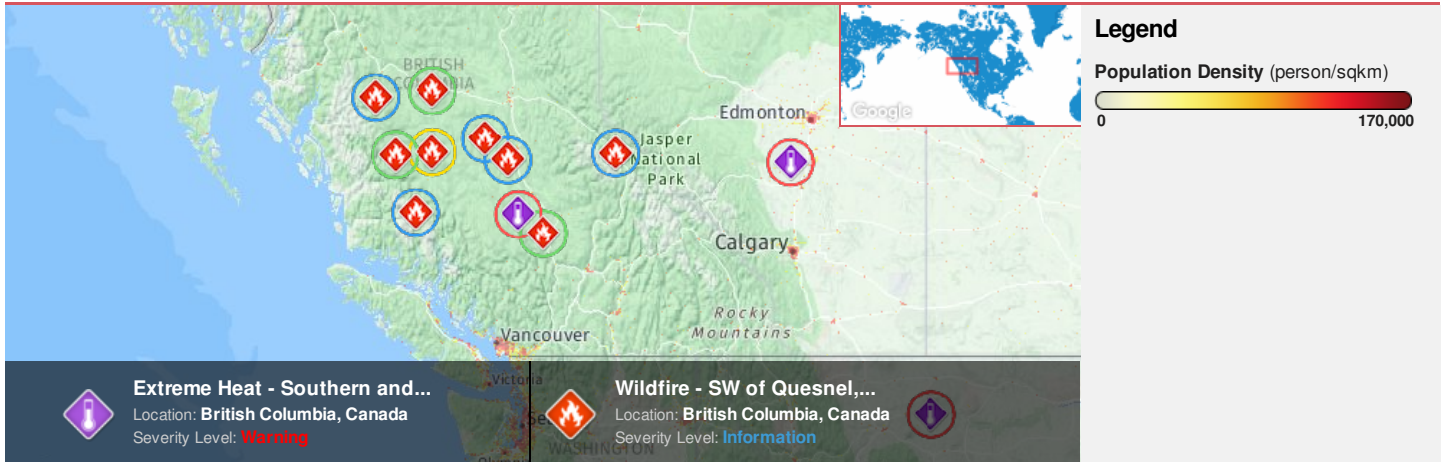 BRITISH
COLUMBIA
Edmonton
Google
Jasper
National
Park
Calgary
Rocky
Mountains
Vancouver
Victoria
WASHINGTON
Extreme Heat - Southern and...
Location: British Columbia, Canada
Severity Level: Warning
Wildfire - SW of Quesnel,...
Location: British Columbia, Canada
Severity Level: Information
Legend
Population Density (person/sqkm)
0 170,000